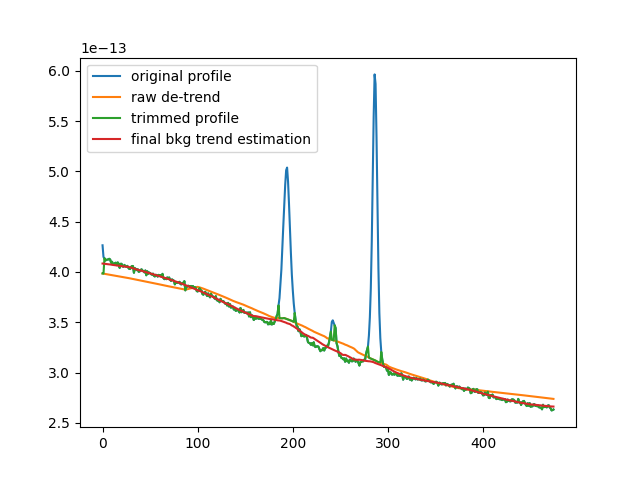 1e−13
6.0
5.5
5.0
4.5
4.0
3.5
3.0
2.5
original profile
raw de-trend
trimmed profile
final bkg trend estimation
0
100
200
300
400